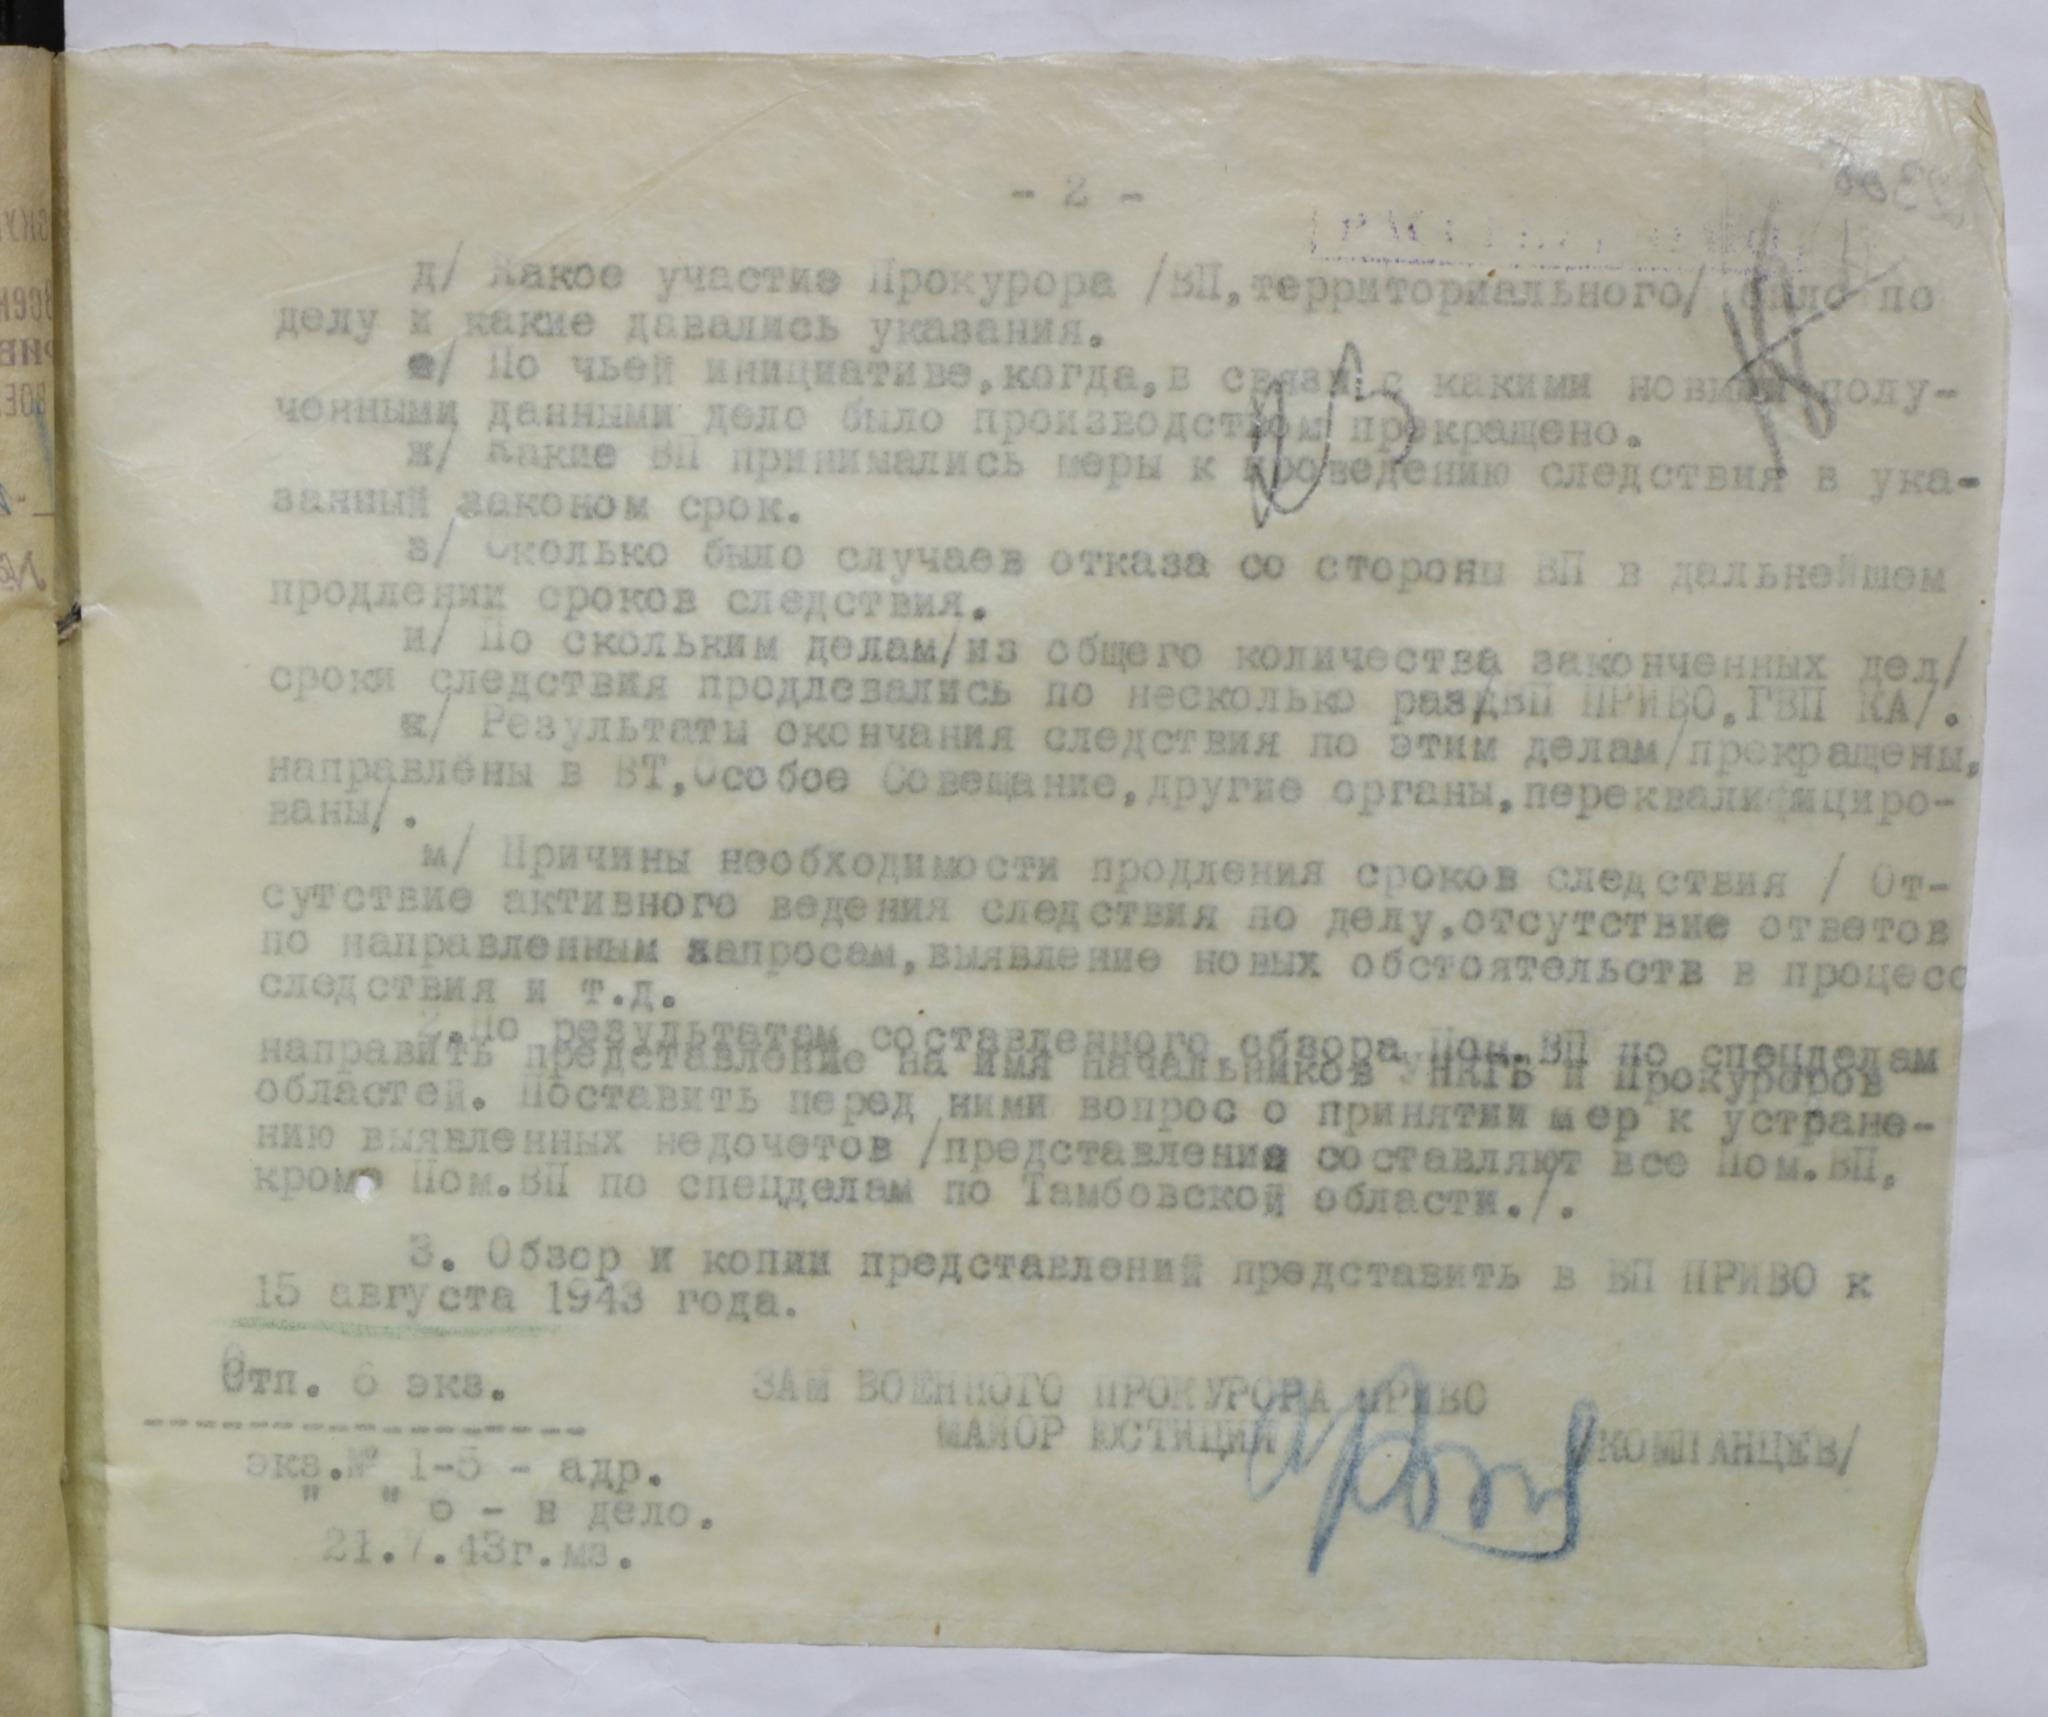 - 2 -
д/ Какое участие Прокурора /ВП,территориального/ было по
делу и какие давались указания.
е/ По чьей инициативе,когда,в связи с какими новыми полу-
ченными данными дело было производством прекращено.
ж/ Какие ВП принимались меры к проведению следствия в ука-
занный законом срок.
з/ Сколько было случаев отказа со стороны ВП в дальнейшем
продлении сроков следствия.
и/ По скольким делам/из общего количества законченных дел/
сроки следствия продлевались по несколько раз/ВП ПРИВО,ГВП КА/.
к/ Результаты окончания следствия по этим делам/прекращены,
направлены в ВТ,Особое Совещание,другие органы,переквалифициро-
ваны/.
м/ Причины необходимости продления сроков следствия / От-
сутствие активного ведения следствия по делу,отсутствие ответов
по направленным запросам,выявление новых обстоятельств в процесс
следствия и т.д.
2.По результатам составленного обзора Пом.ВП по спецделам
направить представление на имя начальников УНКГБ и Прокуроров
областей. Поставить перед ними вопрос о принятии мер к устране-
нию выявленных недочетов /представления составляют все Пом.ВП,
кроме Пом.ВП по спецделам по Тамбовской области./.
3. Обзор и копии представлений представить в ВП ПРИВО к
15 августа 1943 года.
Отп. 6 экз.
ЗАМ ВОЕННОГО ПРОКУРОРА ПРИВО
МАЙОР ЮСТИЦИИ /КОМПАНЦЕВ/
экз.№ 1-5 - адр.
" " 6 - в дело.
21.7.43г.мз.